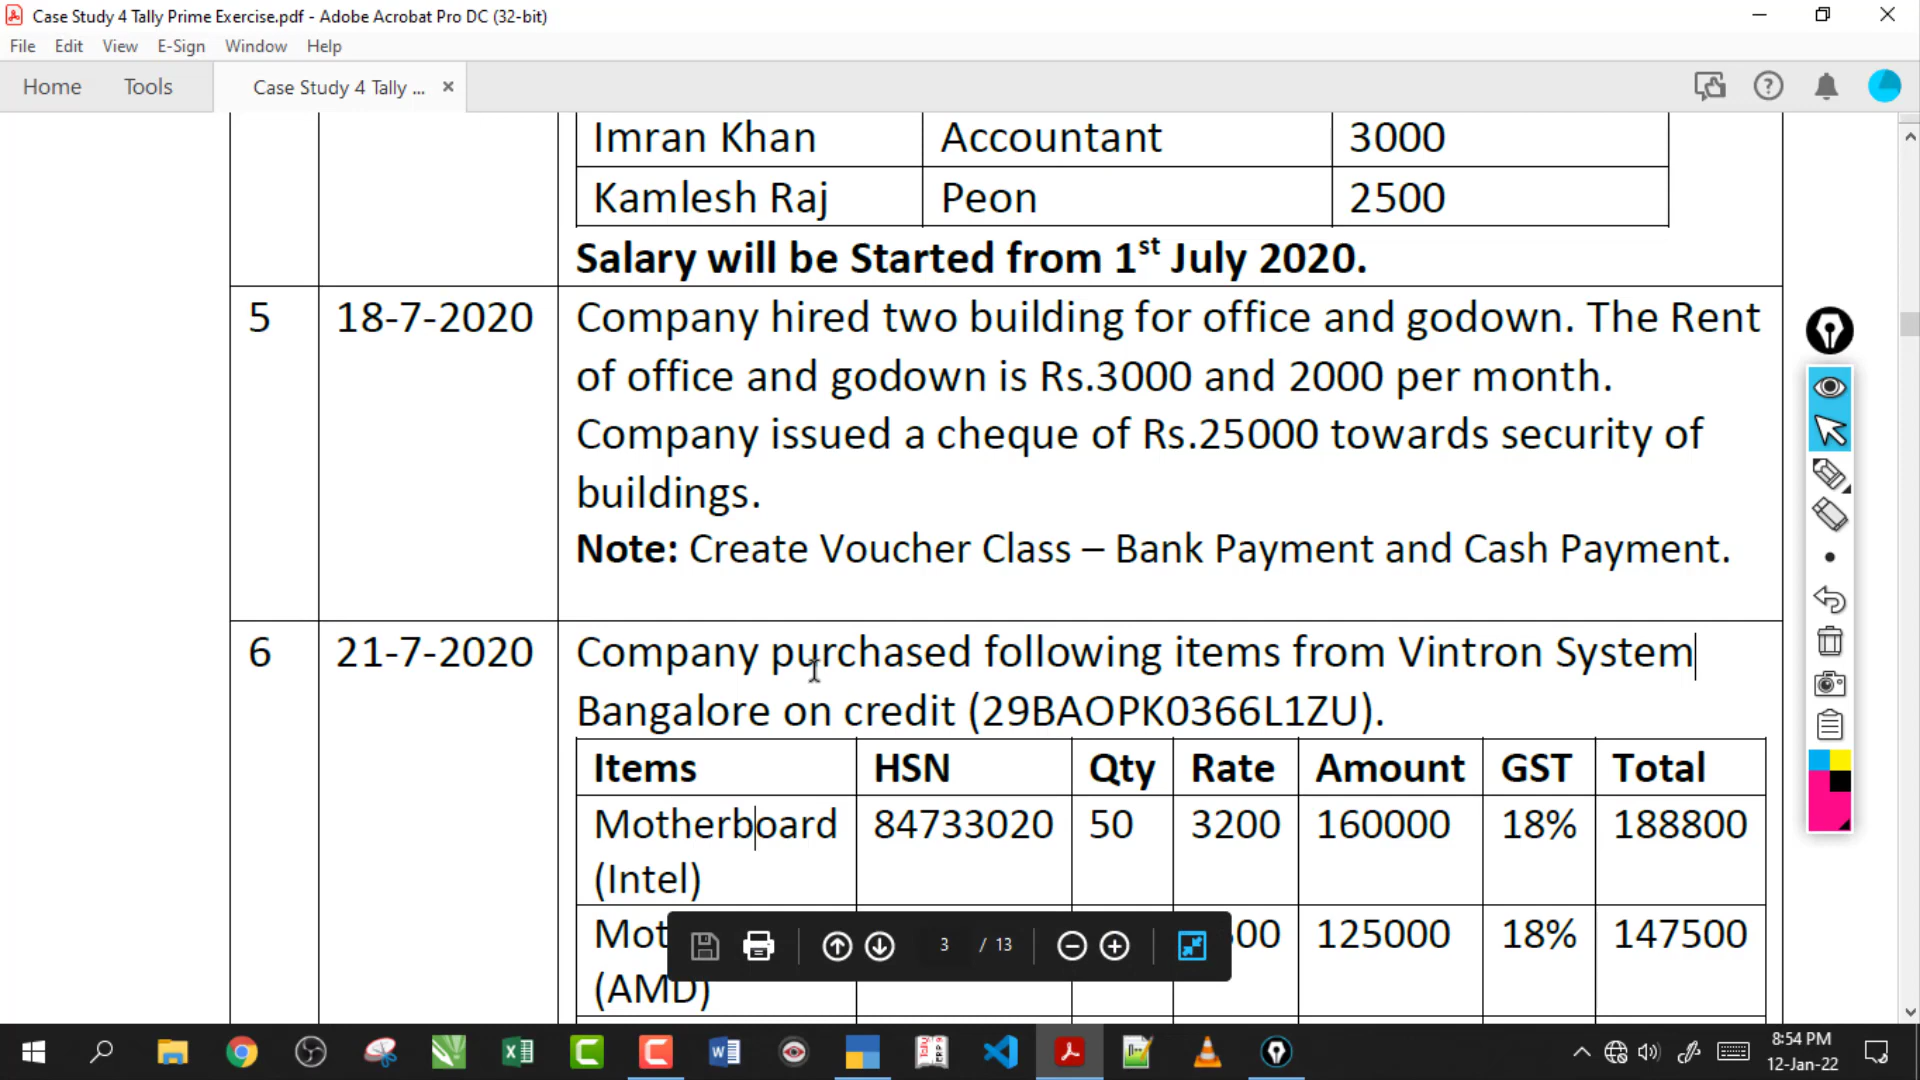 Case Study 4 Tally Prime Exercise.pdf - Adobe Acrobat Pro DC (32-bit)
File Edit View E-Sign Window Help
Home Tools Case Study 4 Tally ... ×
Imran Khan Accountant 3000
Kamlesh Raj Peon 2500
Salary will be Started from 1st July 2020.
5 18-7-2020 Company hired two building for office and godown. The Rent
of office and godown is Rs.3000 and 2000 per month.
Company issued a cheque of Rs.25000 towards security of
buildings.
Note: Create Voucher Class – Bank Payment and Cash Payment.
6 21-7-2020 Company purchased following items from Vintron System
Bangalore on credit (29BAOPK0366L1ZU).
Items HSN Qty Rate Amount GST Total
Motherboard 84733020 50 3200 160000 18% 188800
(Intel)
Mot 00 125000 18% 147500
(AMD)
3 / 13
8:54 PM
12-Jan-22